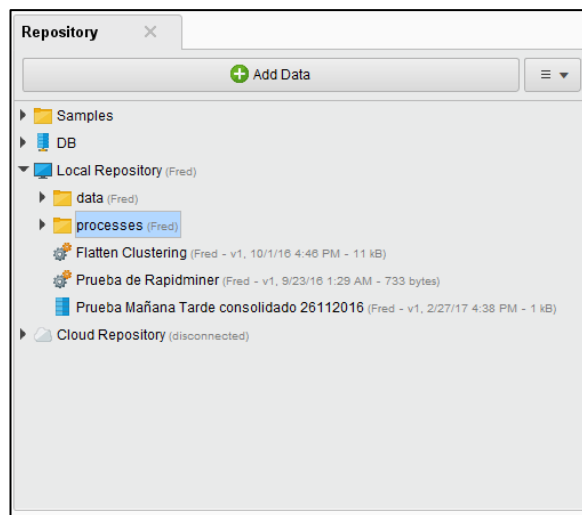 Repository
Add Data
Samples
DB
Local Repository (Fred)
data (Fred)
processes (Fred)
Flatten Clustering (Fred - v1, 10/1/16 4:46 PM - 11 kB)
Prueba de Rapidminer (Fred - v1, 9/23/16 1:29 AM - 733 bytes)
Prueba Mañana Tarde consolidado 26112016 (Fred - v1, 2/27/17 4:38 PM - 1 kB)
Cloud Repository (disconnected)